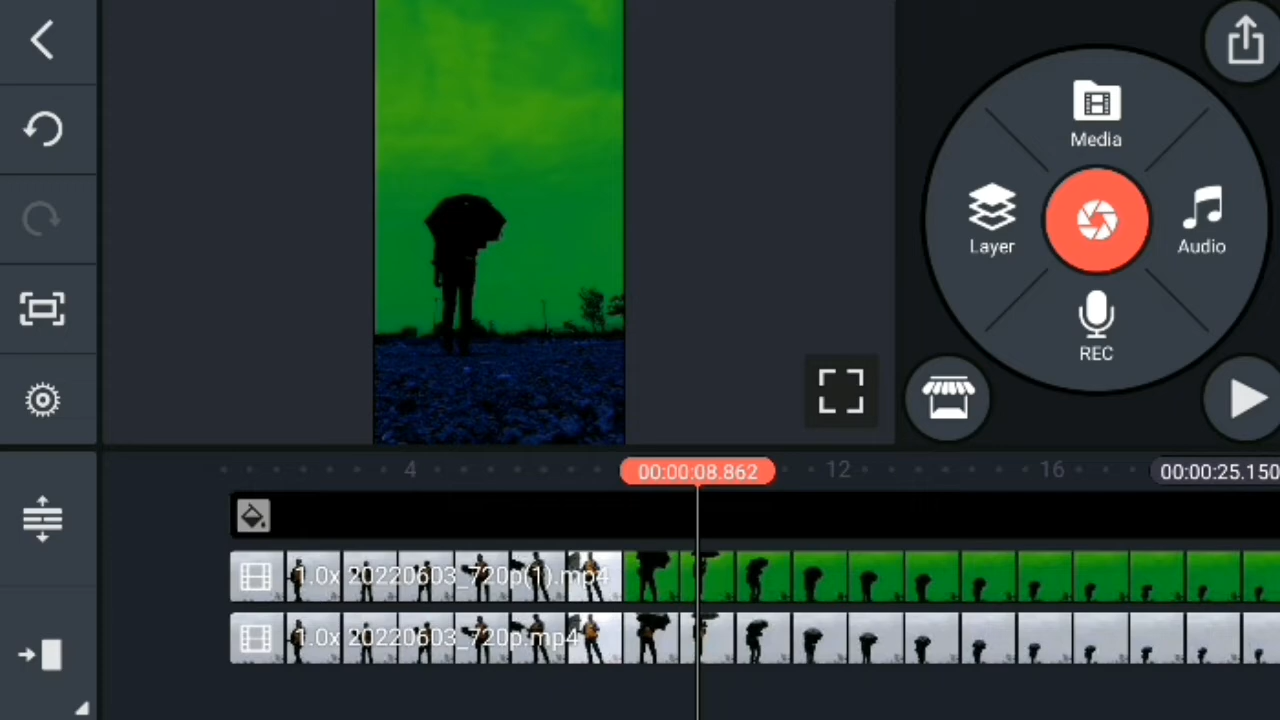 Media
Layer
Audio
REC
4
00:00:08.862
12
16
00:00:25.150
1.0x 20220603_720p(1).mp4
1.0x 20220603_720p.mp4